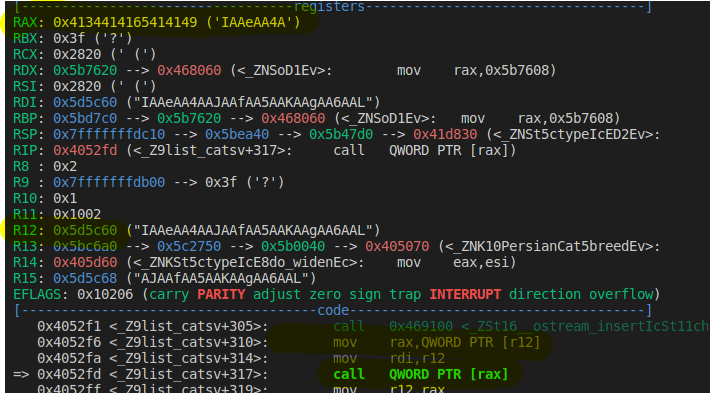 [----------------------------------registers-----------------------------------]
RAX: 0x4134414165414149 ('IAAeAA4A')
RBX: 0x3f ('?')
RCX: 0x2820 (' (')
RDX: 0x5b7620 --> 0x468060 (<_ZNSoD1Ev>: mov rax,0x5b7608)
RSI: 0x2820 (' (')
RDI: 0x5d5c60 ("IAAeAA4AAJAAfAA5AAKAAgAA6AAL")
RBP: 0x5bd7c0 --> 0x5b7620 --> 0x468060 (<_ZNSoD1Ev>: mov rax,0x5b7608)
RSP: 0x7fffffffdc10 --> 0x5bea40 --> 0x5b47d0 --> 0x41d830 (<_ZNSt5ctypeIcED2Ev>:
RIP: 0x4052fd (<_Z9list_catsv+317>: call QWORD PTR [rax])
R8 : 0x2
R9 : 0x7fffffffdb00 --> 0x3f ('?')
R10: 0x1
R11: 0x1002
R12: 0x5d5c60 ("IAAeAA4AAJAAfAA5AAKAAgAA6AAL")
R13: 0x5bc6a0 --> 0x5c2750 --> 0x5b0040 --> 0x405070 (<_ZNK10PersianCat5breedEv>:
R14: 0x405d60 (<_ZNKSt5ctypeIcE8do_widenEc>: mov eax,esi)
R15: 0x5d5c68 ("AJAAfAA5AAKAAgAA6AAL")
EFLAGS: 0x10206 (carry PARITY adjust zero sign trap INTERRUPT direction overflow)
[-------------------------------------code-------------------------------------]
0x4052f1 <_Z9list_catsv+305>: call 0x469100 <_ZSt16__ostream_insertIcSt11ch
0x4052f6 <_Z9list_catsv+310>: mov rax,QWORD PTR [r12]
0x4052fa <_Z9list_catsv+314>: mov rdi,r12
=> 0x4052fd <_Z9list_catsv+317>: call QWORD PTR [rax]
0x4052ff <_Z9list_catsv+319>: mov r12,rax